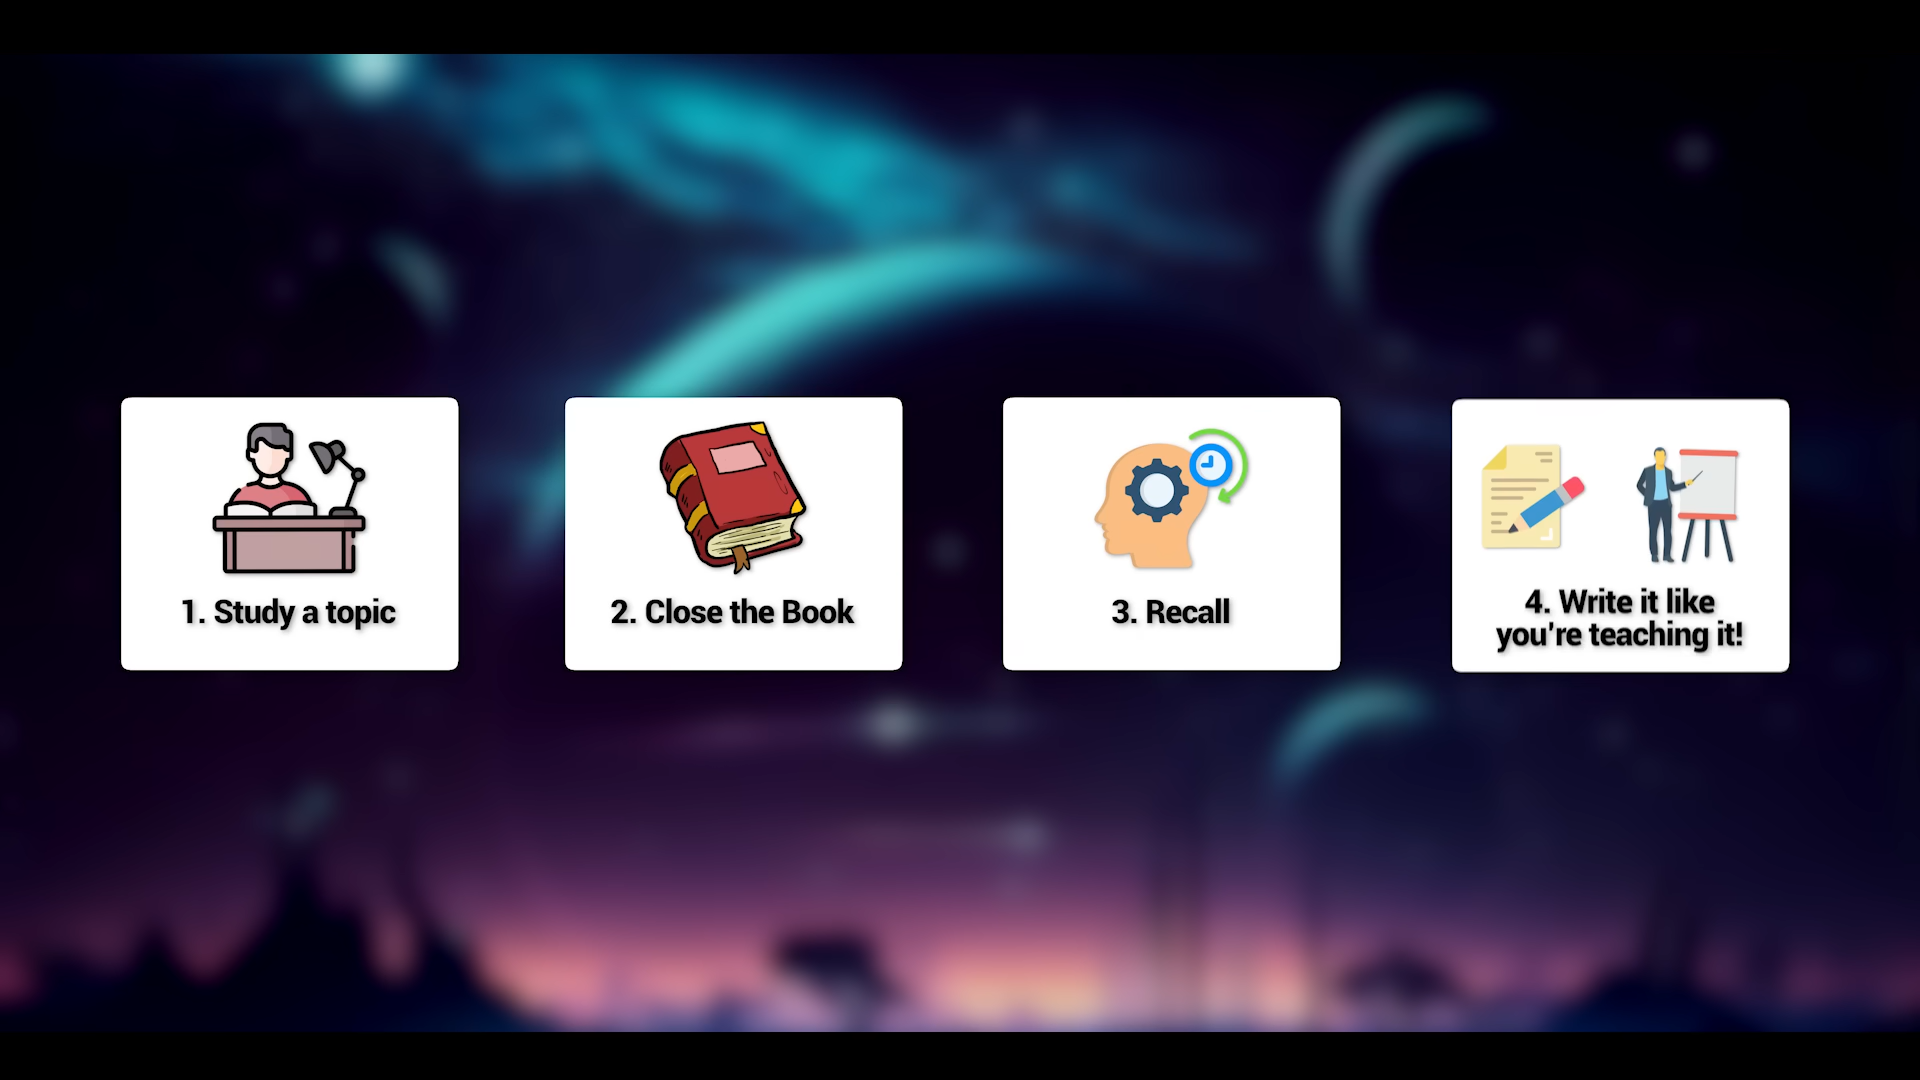 1. Study a topic
2. Close the Book
3. Recall
4. Write it like
you're teaching it!